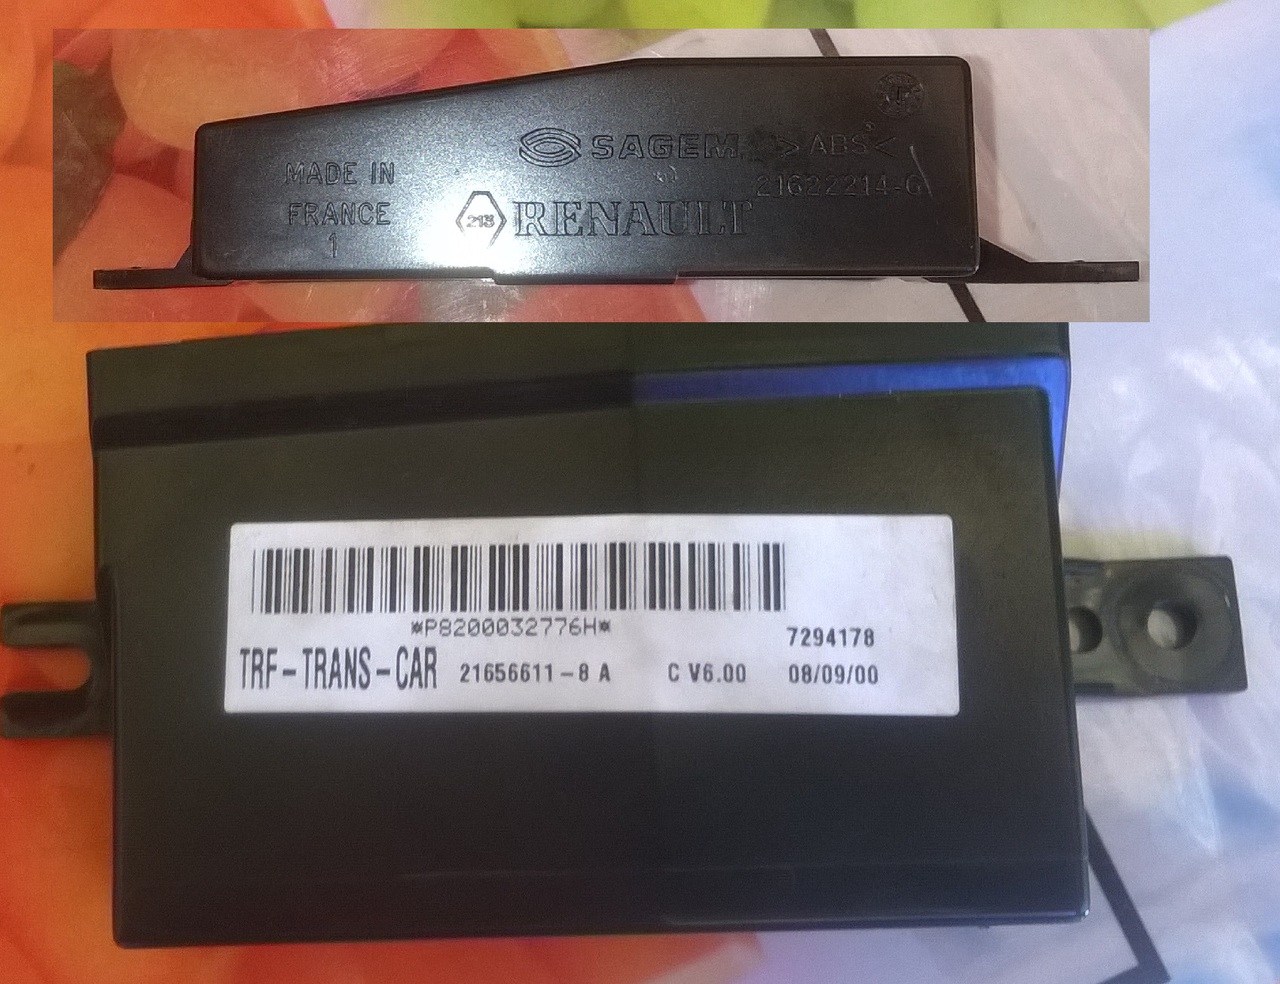 SAGEM >ABS<
MADE IN
FRANCE
1
21622214-G
215 RENAULT
*P8200032776H*
7294178
TRF-TRANS-CAR 21656611-8 A C V6.00 08/09/00